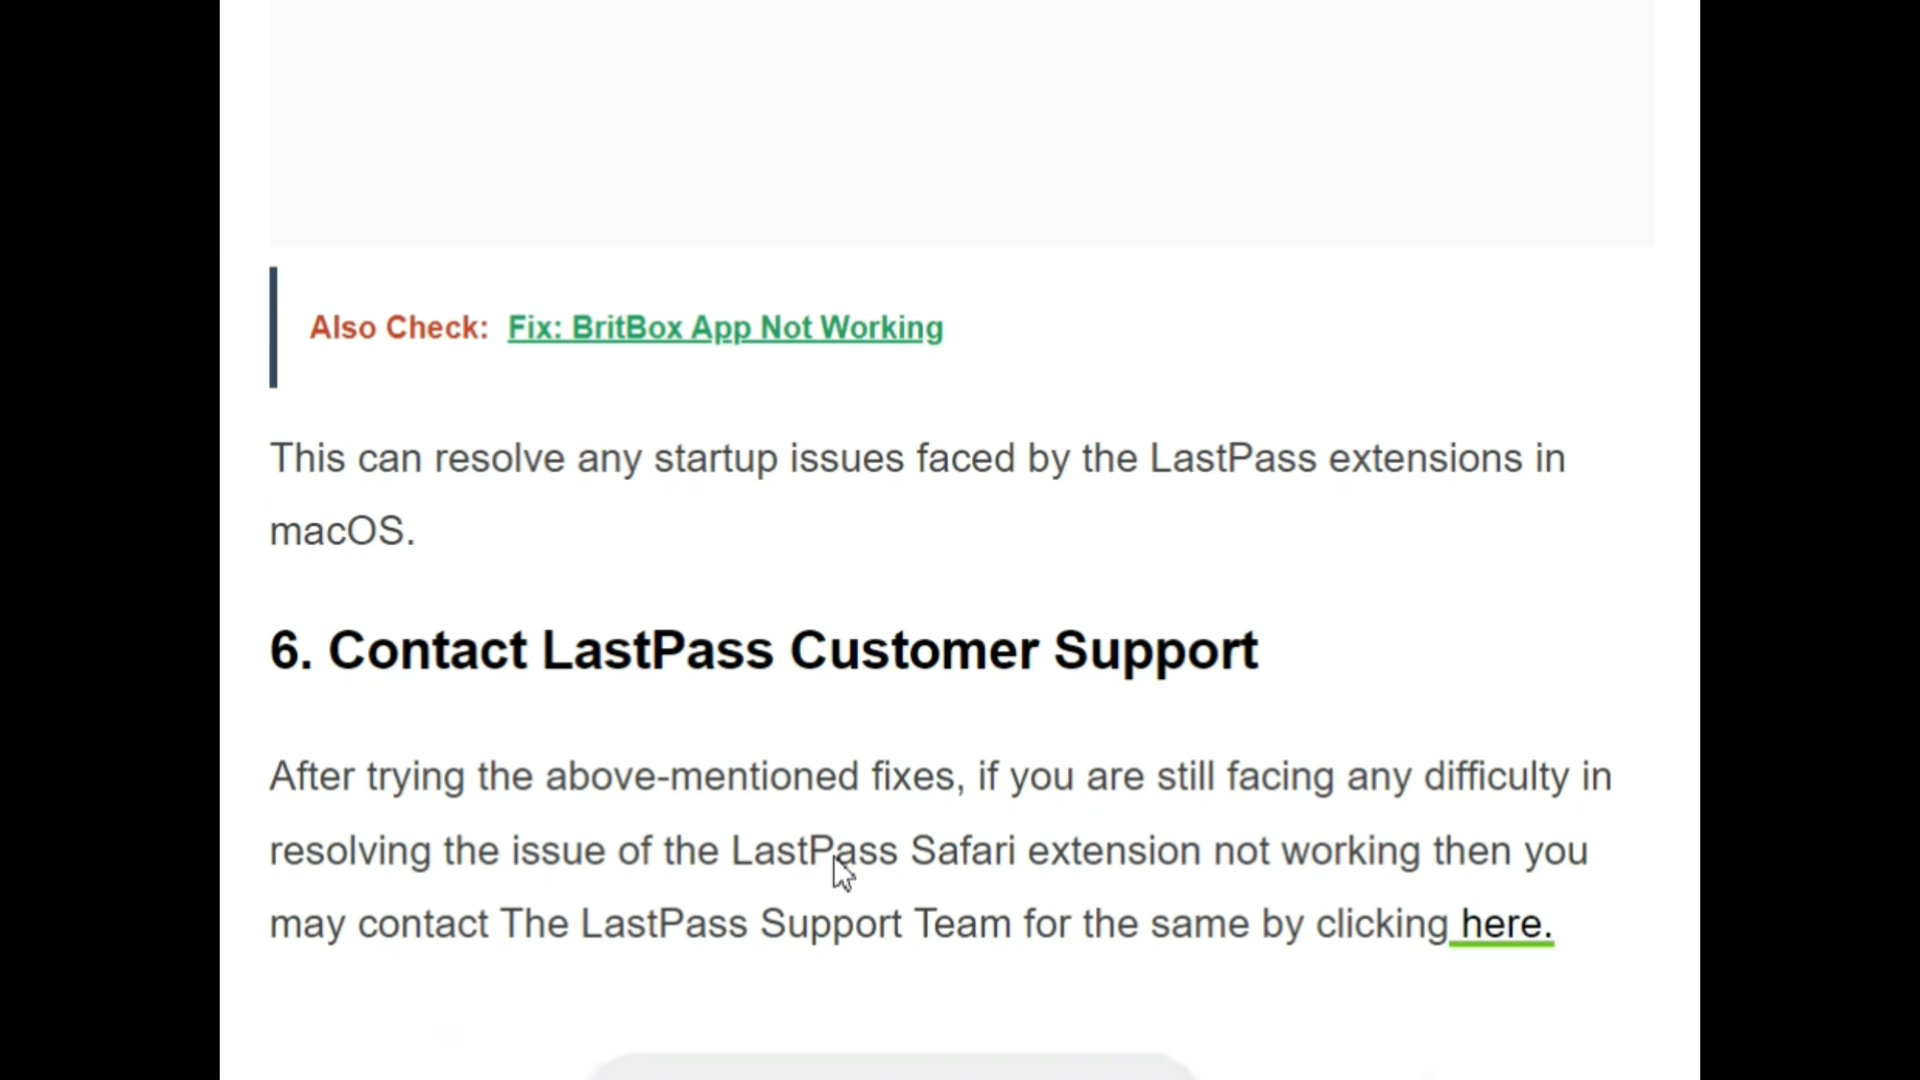 Also Check: Fix: BritBox App Not Working
This can resolve any startup issues faced by the LastPass extensions in
macOS.
6. Contact LastPass Customer Support
After trying the above-mentioned fixes, if you are still facing any difficulty in
resolving the issue of the LastPass Safari extension not working then you
may contact The LastPass Support Team for the same by clicking here.